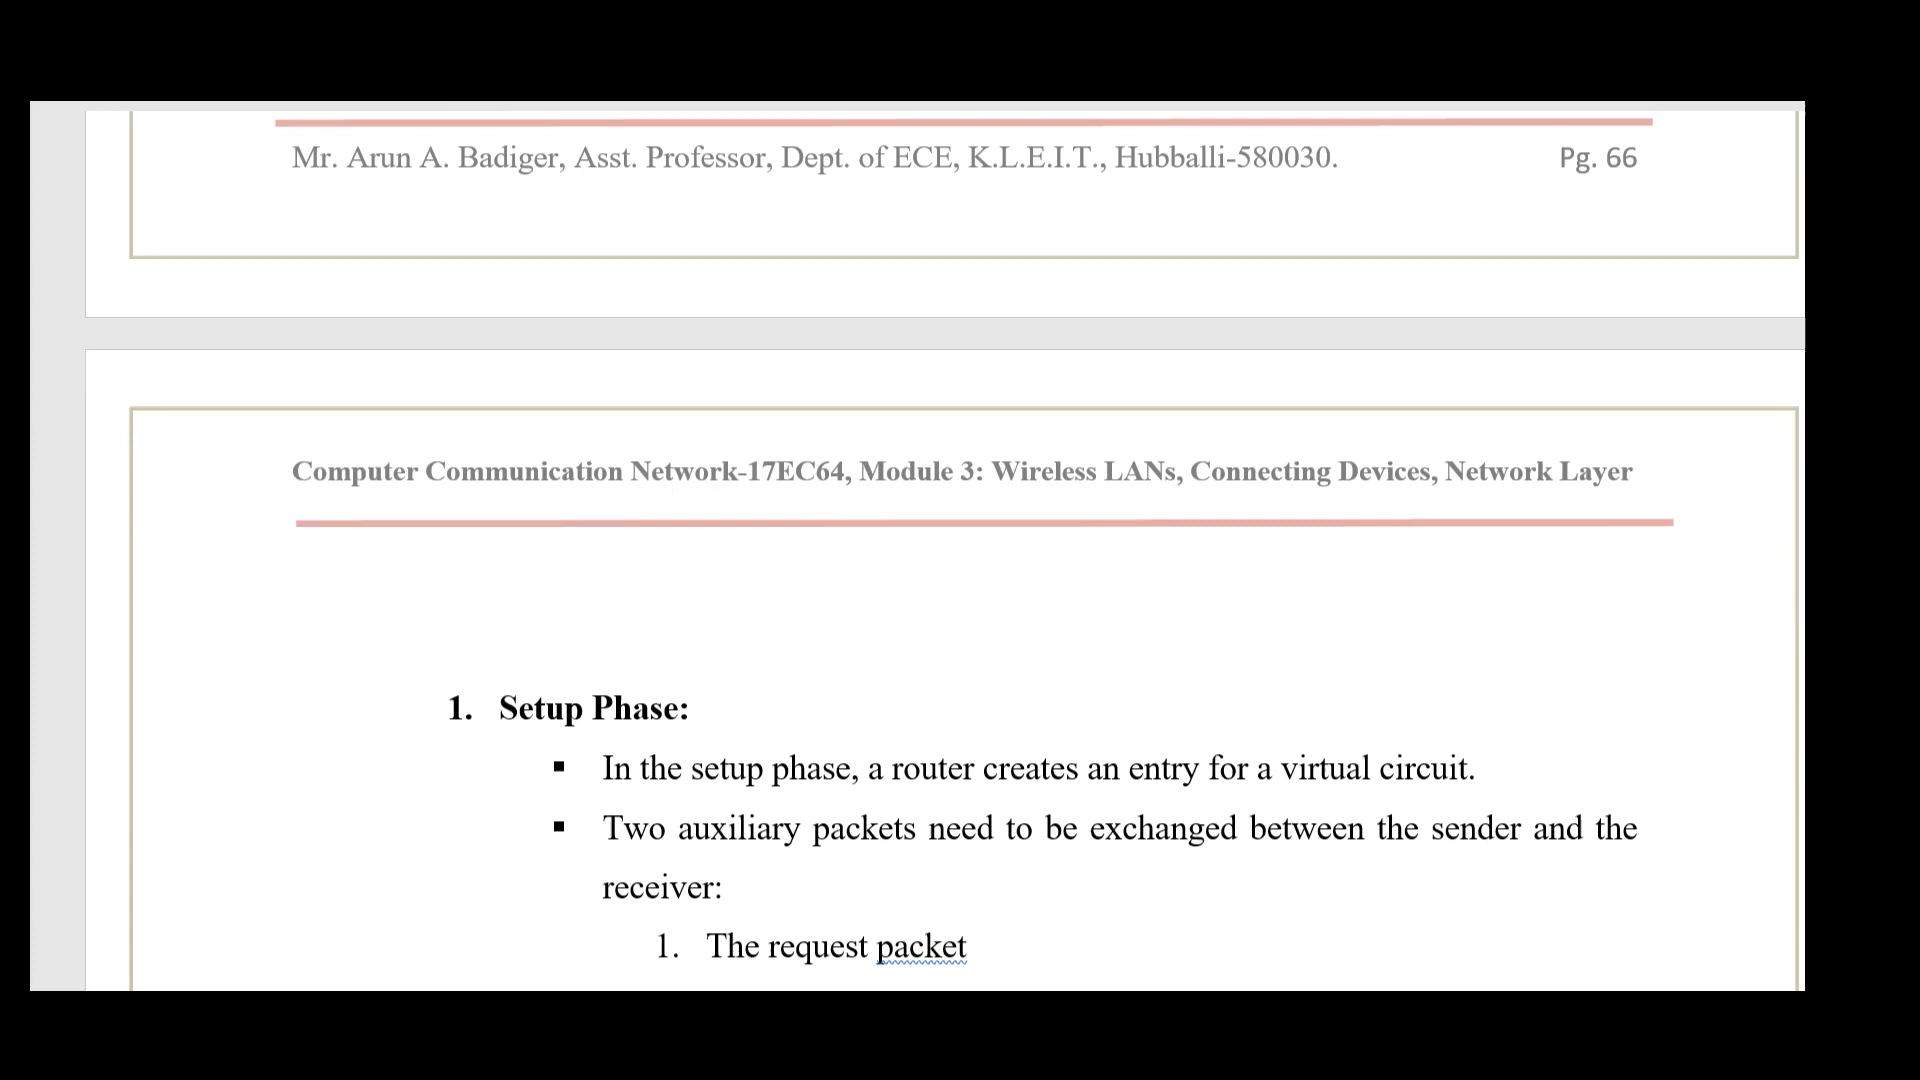 Mr. Arun A. Badiger, Asst. Professor, Dept. of ECE, K.L.E.I.T., Hubballi-580030. Pg. 66
Computer Communication Network-17EC64, Module 3: Wireless LANs, Connecting Devices, Network Layer
1. Setup Phase:
▪ In the setup phase, a router creates an entry for a virtual circuit.
▪ Two auxiliary packets need to be exchanged between the sender and the
receiver:
1. The request packet